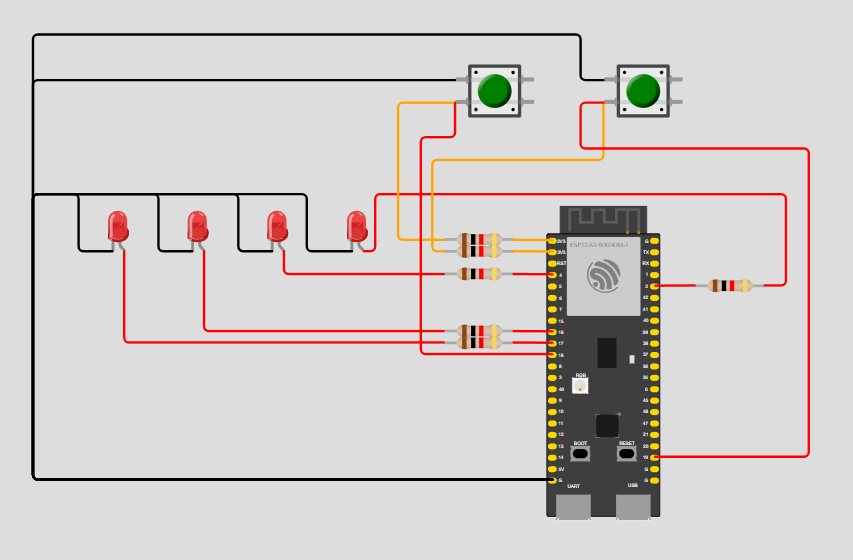 ESP32-S3-WROOM-1
3V3 G
3V3 TX
RST RX
4 1
5 2
6 42
7 41
15 40
16 39
17 38
18 37
8 36
RGB
3 35
46 0
9 45
10 48
11 47
12 21
BOOT RESET
13 20
14 19
5V G
G G
UART USB